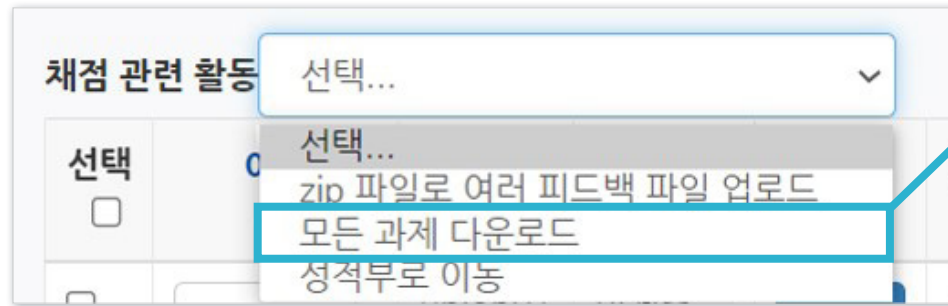 채점 관련 활동 선택...
선택
선택...
zip 파일로 여러 피드백 파일 업로드
모든 과제 다운로드
성적부로 이동